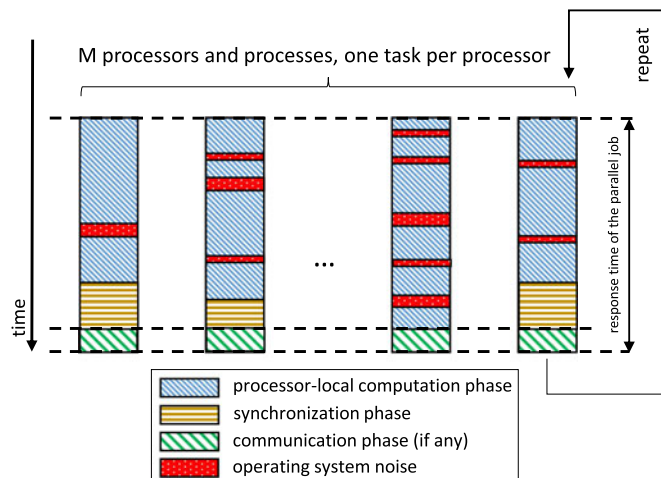 M processors and processes, one task per processor
repeat
response time of the parallel job
...
time
processor-local computation phase
synchronization phase
communication phase (if any)
operating system noise